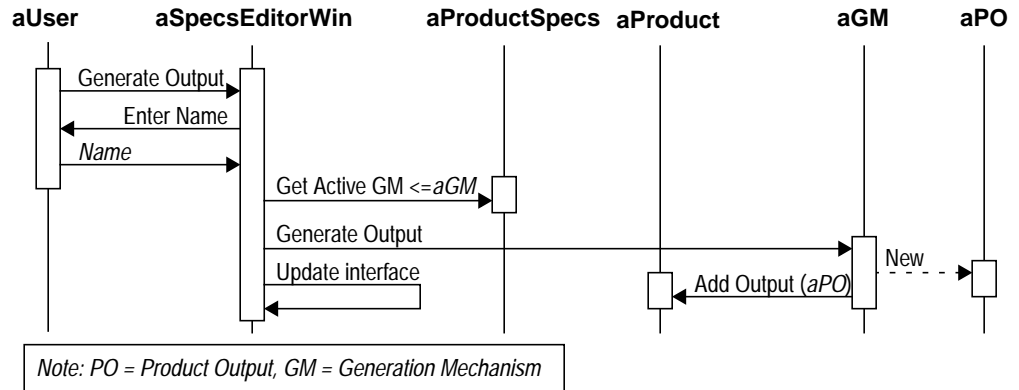 aUser aSpecsEditorWin aProductSpecs aProduct aGM aPO
Generate Output
Enter Name
Name
Get Active GM <=aGM
Generate Output
New
Update interface
Add Output (aPO)
Note: PO = Product Output, GM = Generation Mechanism